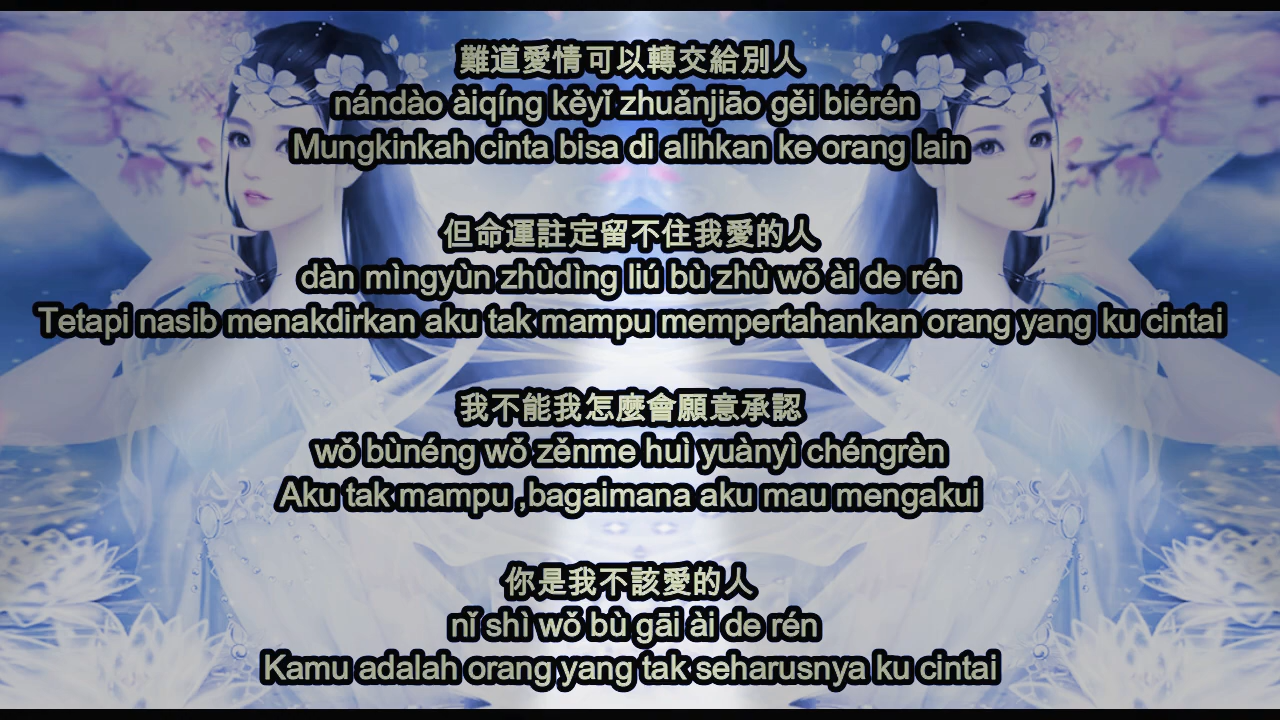 難道愛情可以轉交給別人
nándào àiqíng kěyǐ zhuǎnjiāo gěi biérén
Mungkinkah cinta bisa di alihkan ke orang lain
但命運註定留不住我愛的人
dàn mìngyùn zhùdìng liú bù zhù wǒ ài de rén
Tetapi nasib menakdirkan aku tak mampu mempertahankan orang yang ku cintai
我不能我怎麼會願意承認
wǒ bùnéng wǒ zěnme huì yuànyì chéngrèn
Aku tak mampu ,bagaimana aku mau mengakui
你是我不該愛的人
nǐ shì wǒ bù gāi ài de rén
Kamu adalah orang yang tak seharusnya ku cintai